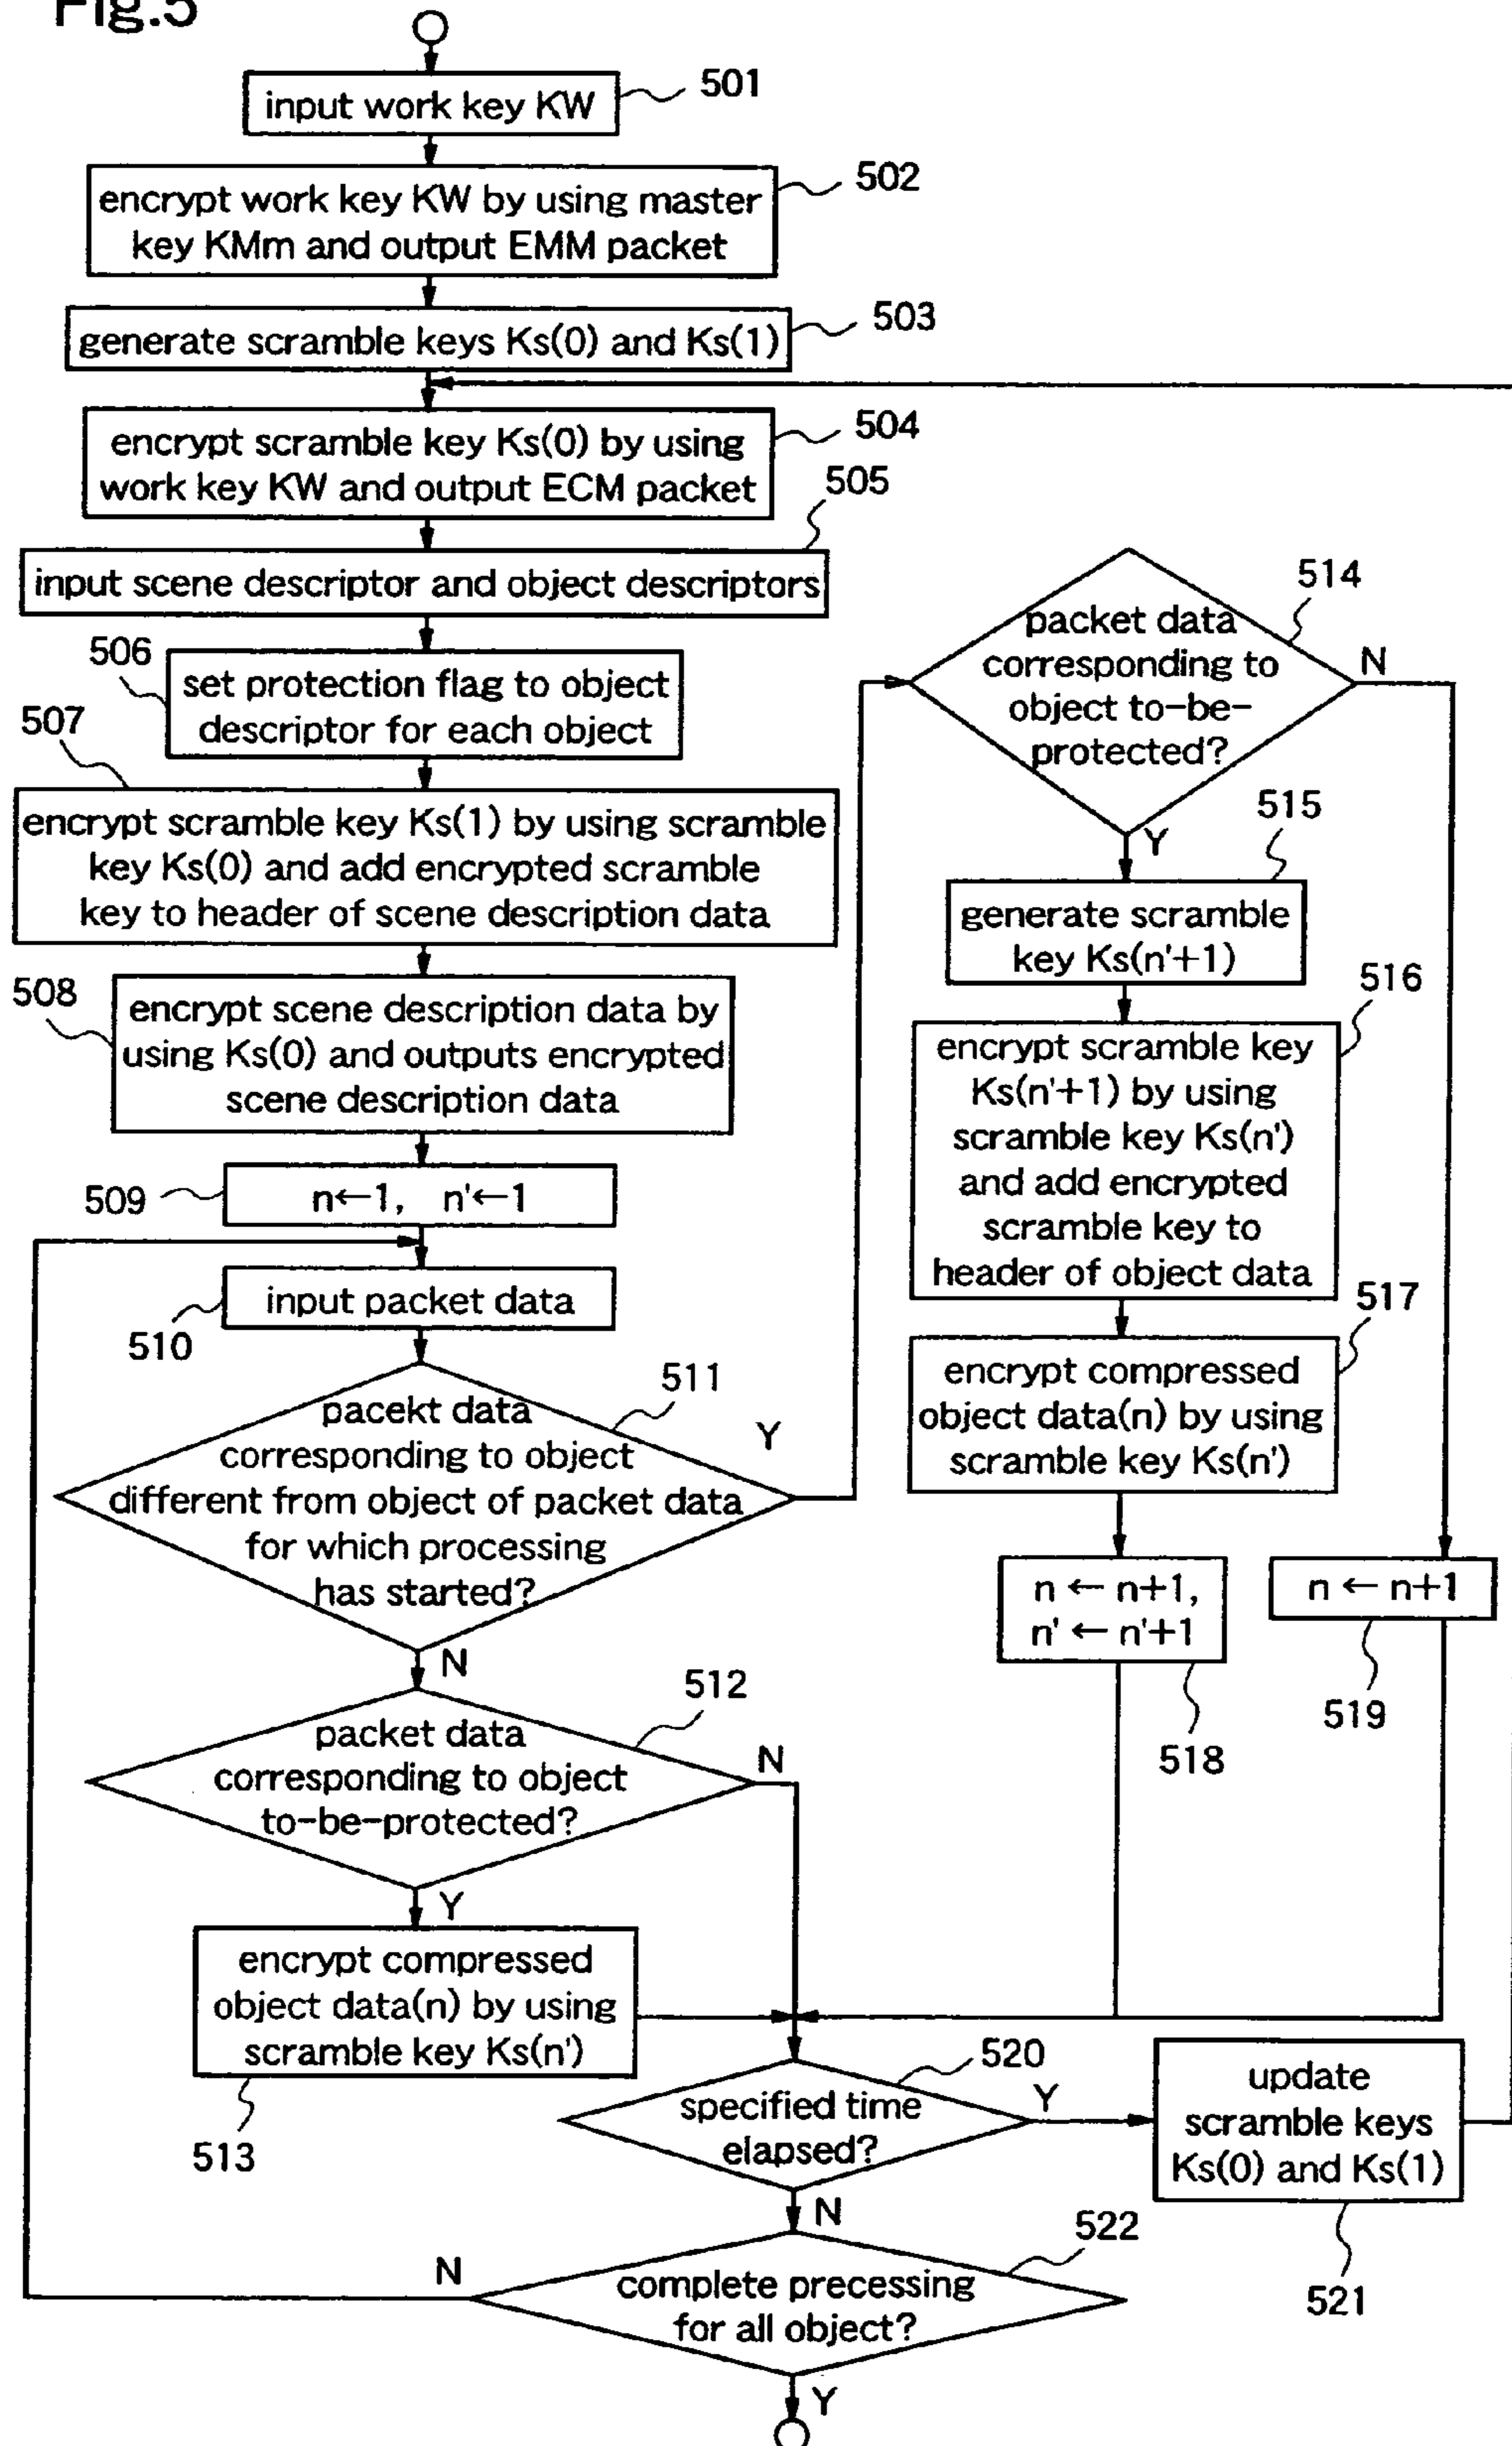 Fig.5
input work key KW
501
encrypt work key KW by using master
key KMm and output EMM packet
502
generate scramble keys Ks(0) and Ks(1)
503
encrypt scramble key Ks(0) by using
work key KW and output ECM packet
504
505
input scene descriptor and object descriptors
506
set protection flag to object
descriptor for each object
507
encrypt scramble key Ks(1) by using scramble
key Ks(0) and add encrypted scramble
key to header of scene description data
508
encrypt scene description data by
using Ks(0) and outputs encrypted
scene description data
509
n←1, n'←1
input packet data
510
511
pacekt data
corresponding to object
different from object of packet data
for which processing
has started?
Y
N
512
packet data
corresponding to object
to-be-protected?
N
Y
encrypt compressed
object data(n) by using
scramble key Ks(n')
513
514
packet data
corresponding to
object to-be-
protected?
N
Y
515
generate scramble
key Ks(n'+1)
516
encrypt scramble key
Ks(n'+1) by using
scramble key Ks(n')
and add encrypted
scramble key to
header of object data
517
encrypt compressed
object data(n) by using
scramble key Ks(n')
n ← n+1,
n' ← n'+1
518
n ← n+1
519
520
specified time
elapsed?
Y
N
update
scramble keys
Ks(0) and Ks(1)
521
522
complete precessing
for all object?
N
Y